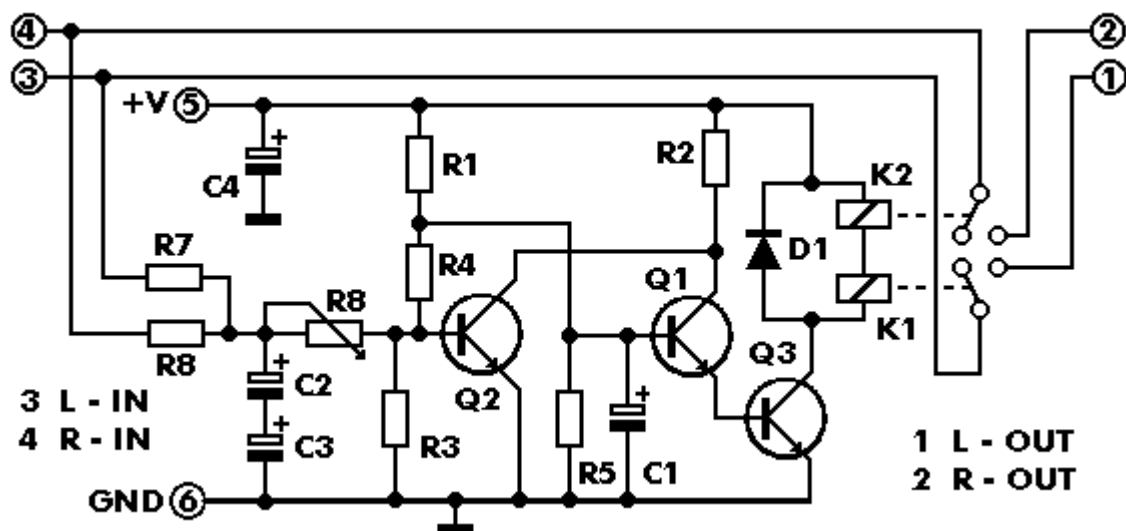 4
2
3
1
+V 5
R1
R2
K2
C4
R7
R4
Q1
D1
R8
K1
R8
Q3
C2
Q2
3 L - IN
4 R - IN
C3
R3
R5
C1
1 L - OUT
2 R - OUT
GND 6
+
+
+
+